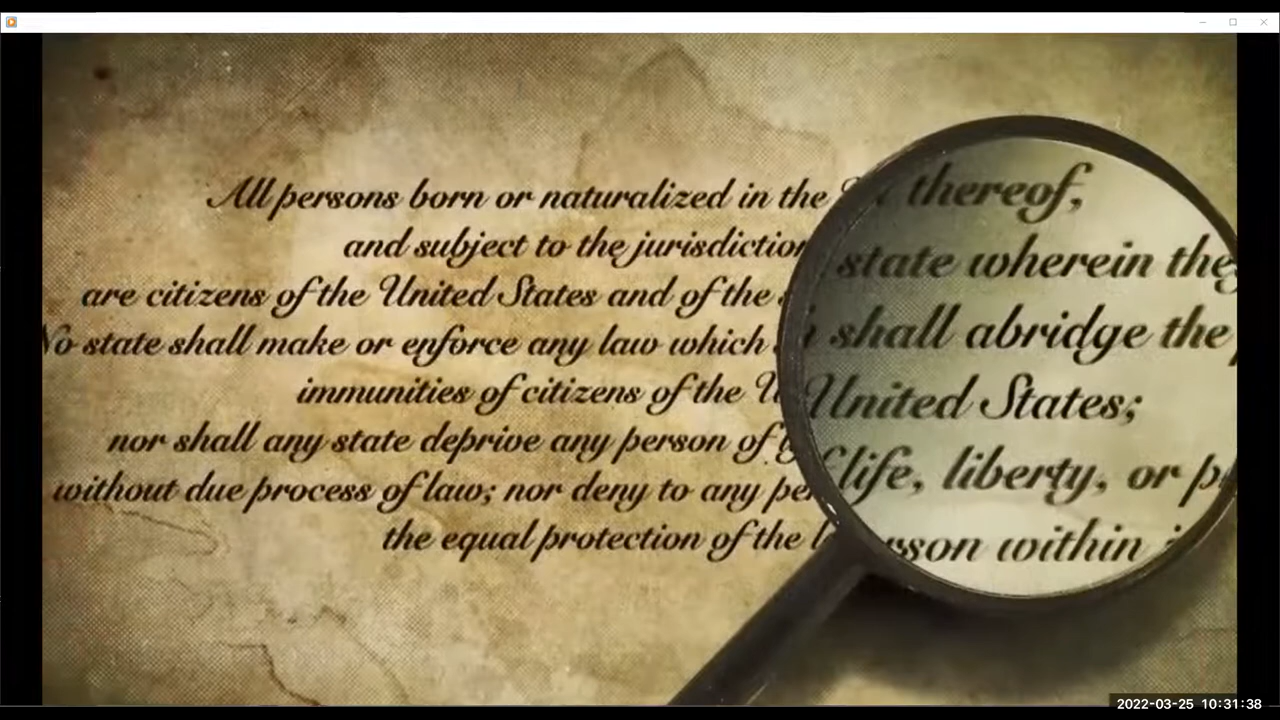 All persons born or naturalized in the thereof,
and subject to the jurisdiction state wherein they
are citizens of the United States and of the shall abridge the
No state shall make or enforce any law which United States;
immunities of citizens of the life, liberty, or
nor shall any state deprive any person of within
without due process of law; nor deny to any
the equal protection of the
2022-03-25 10:31:38